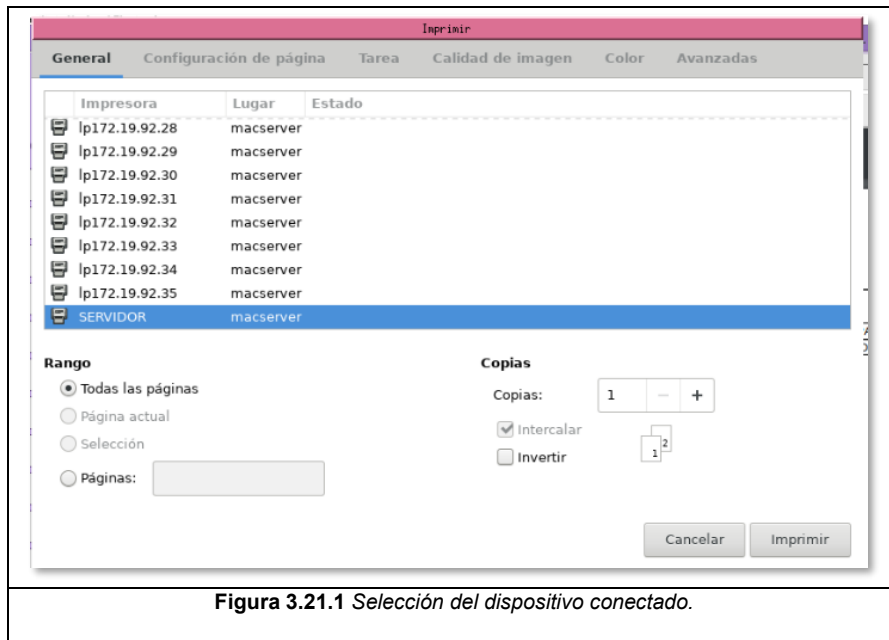 Imprimir
General Configuración de página Tarea Calidad de imagen Color Avanzadas
Impresora Lugar Estado
lp172.19.92.28 macserver
lp172.19.92.29 macserver
lp172.19.92.30 macserver
lp172.19.92.31 macserver
lp172.19.92.32 macserver
lp172.19.92.33 macserver
lp172.19.92.34 macserver
lp172.19.92.35 macserver
SERVIDOR macserver
Rango
Todas las páginas
Página actual
Selección
Páginas:
Copias
Copias: 1 − +
Intercalar
Invertir
1 2
Cancelar Imprimir
Figura 3.21.1 Selección del dispositivo conectado.